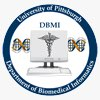 University of Pittsburgh
DBMI
Department of Biomedical Informatics